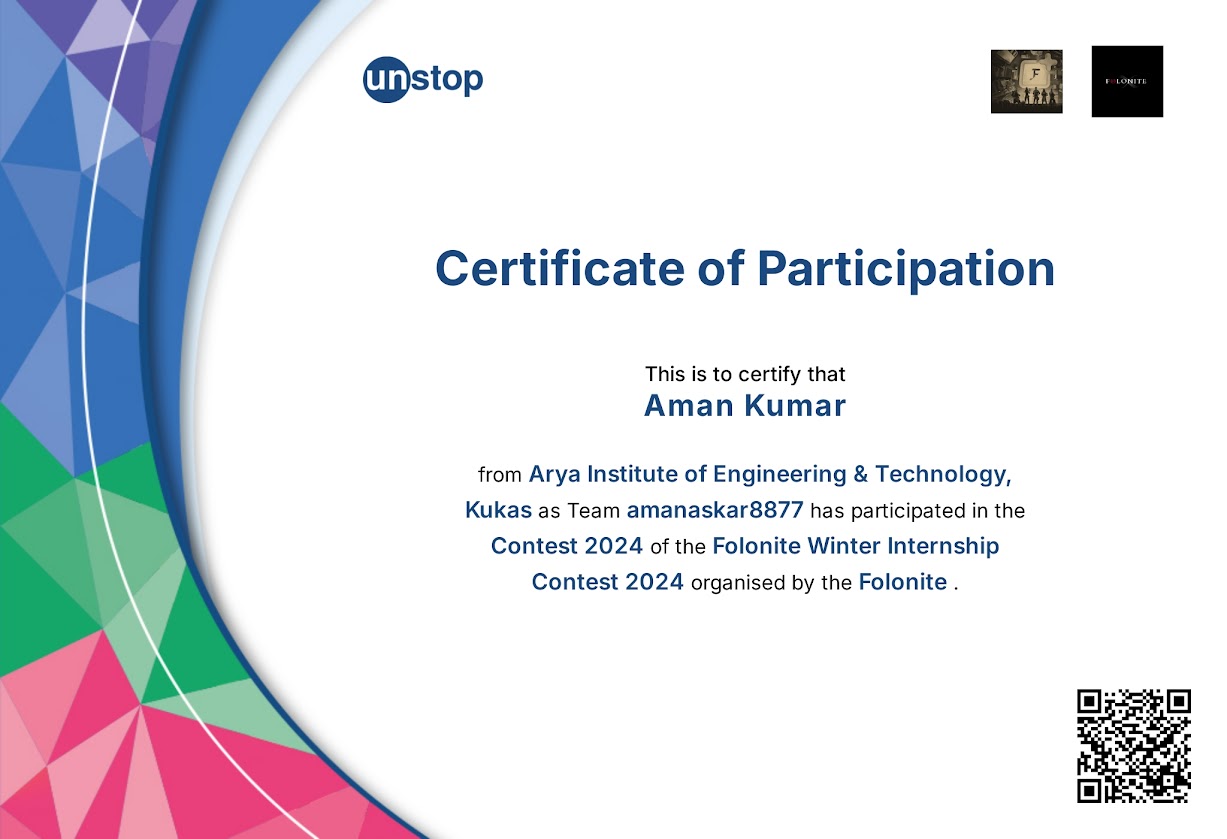 unstop
F
FOLONITE
Certificate of Participation
This is to certify that
Aman Kumar
from Arya Institute of Engineering & Technology,
Kukas as Team amanaskar8877 has participated in the
Contest 2024 of the Folonite Winter Internship
Contest 2024 organised by the Folonite .